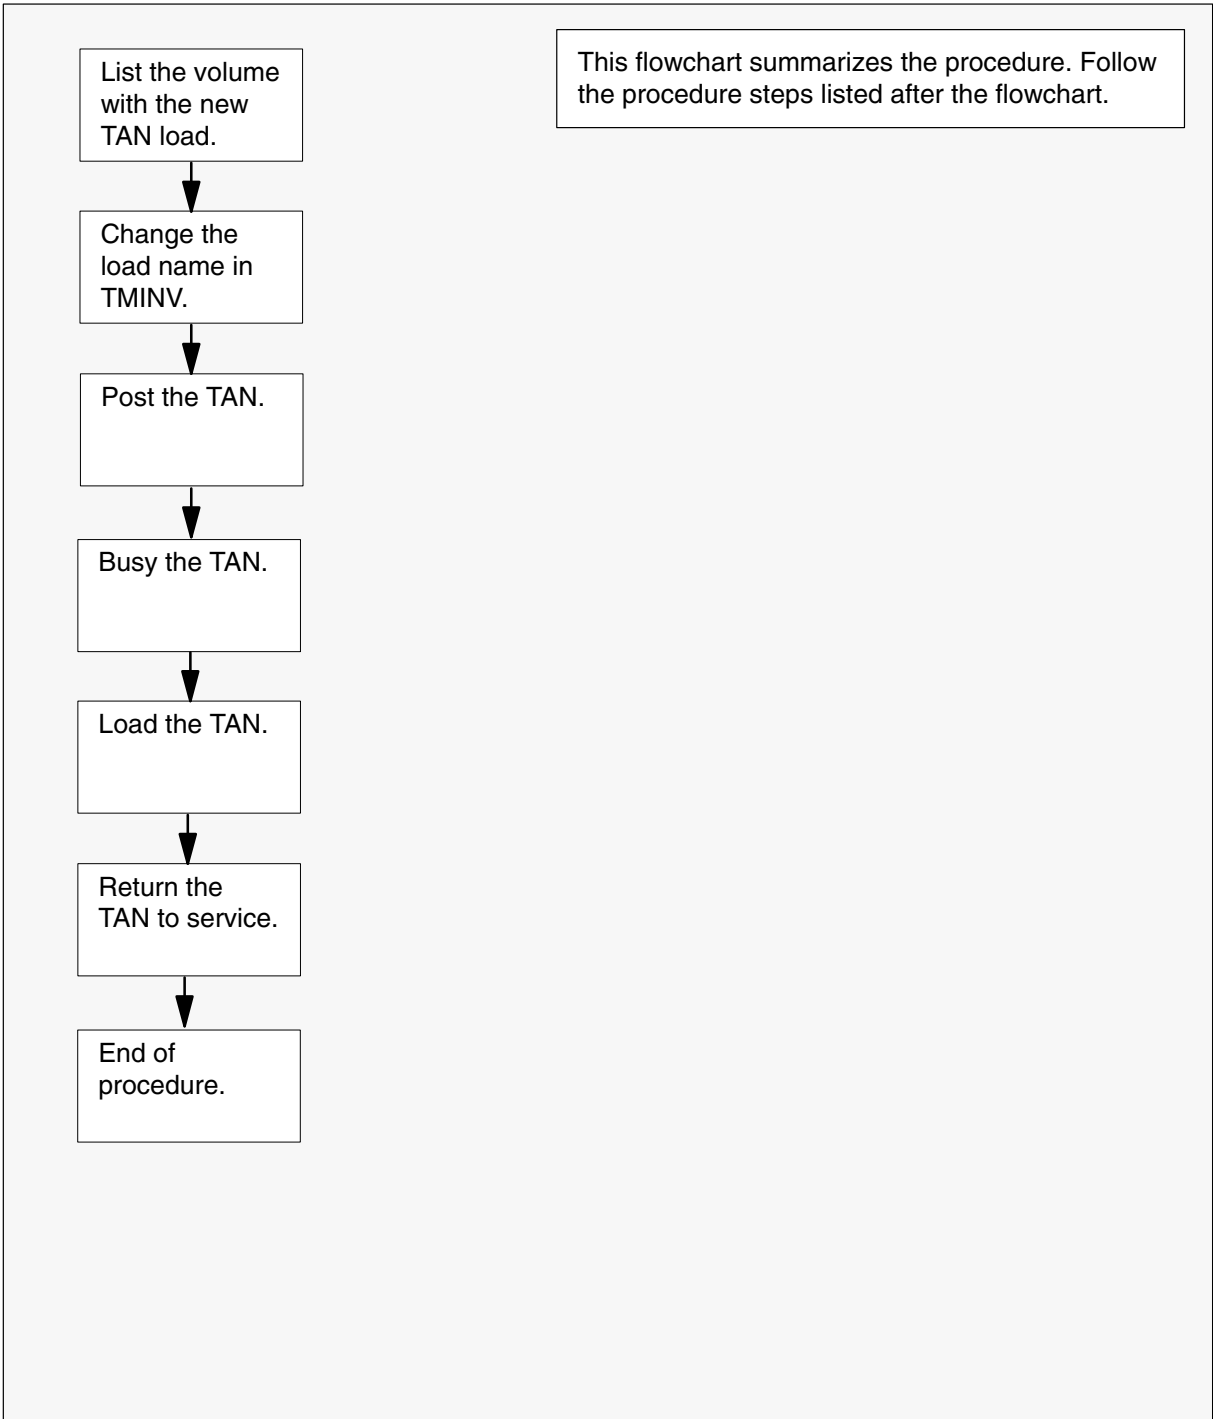 List the volume
with the new
TAN load.
This flowchart summarizes the procedure. Follow
the procedure steps listed after the flowchart.
Change the
load name in
TMINV.
Post the TAN.
Busy the TAN.
Load the TAN.
Return the
TAN to service.
End of
procedure.